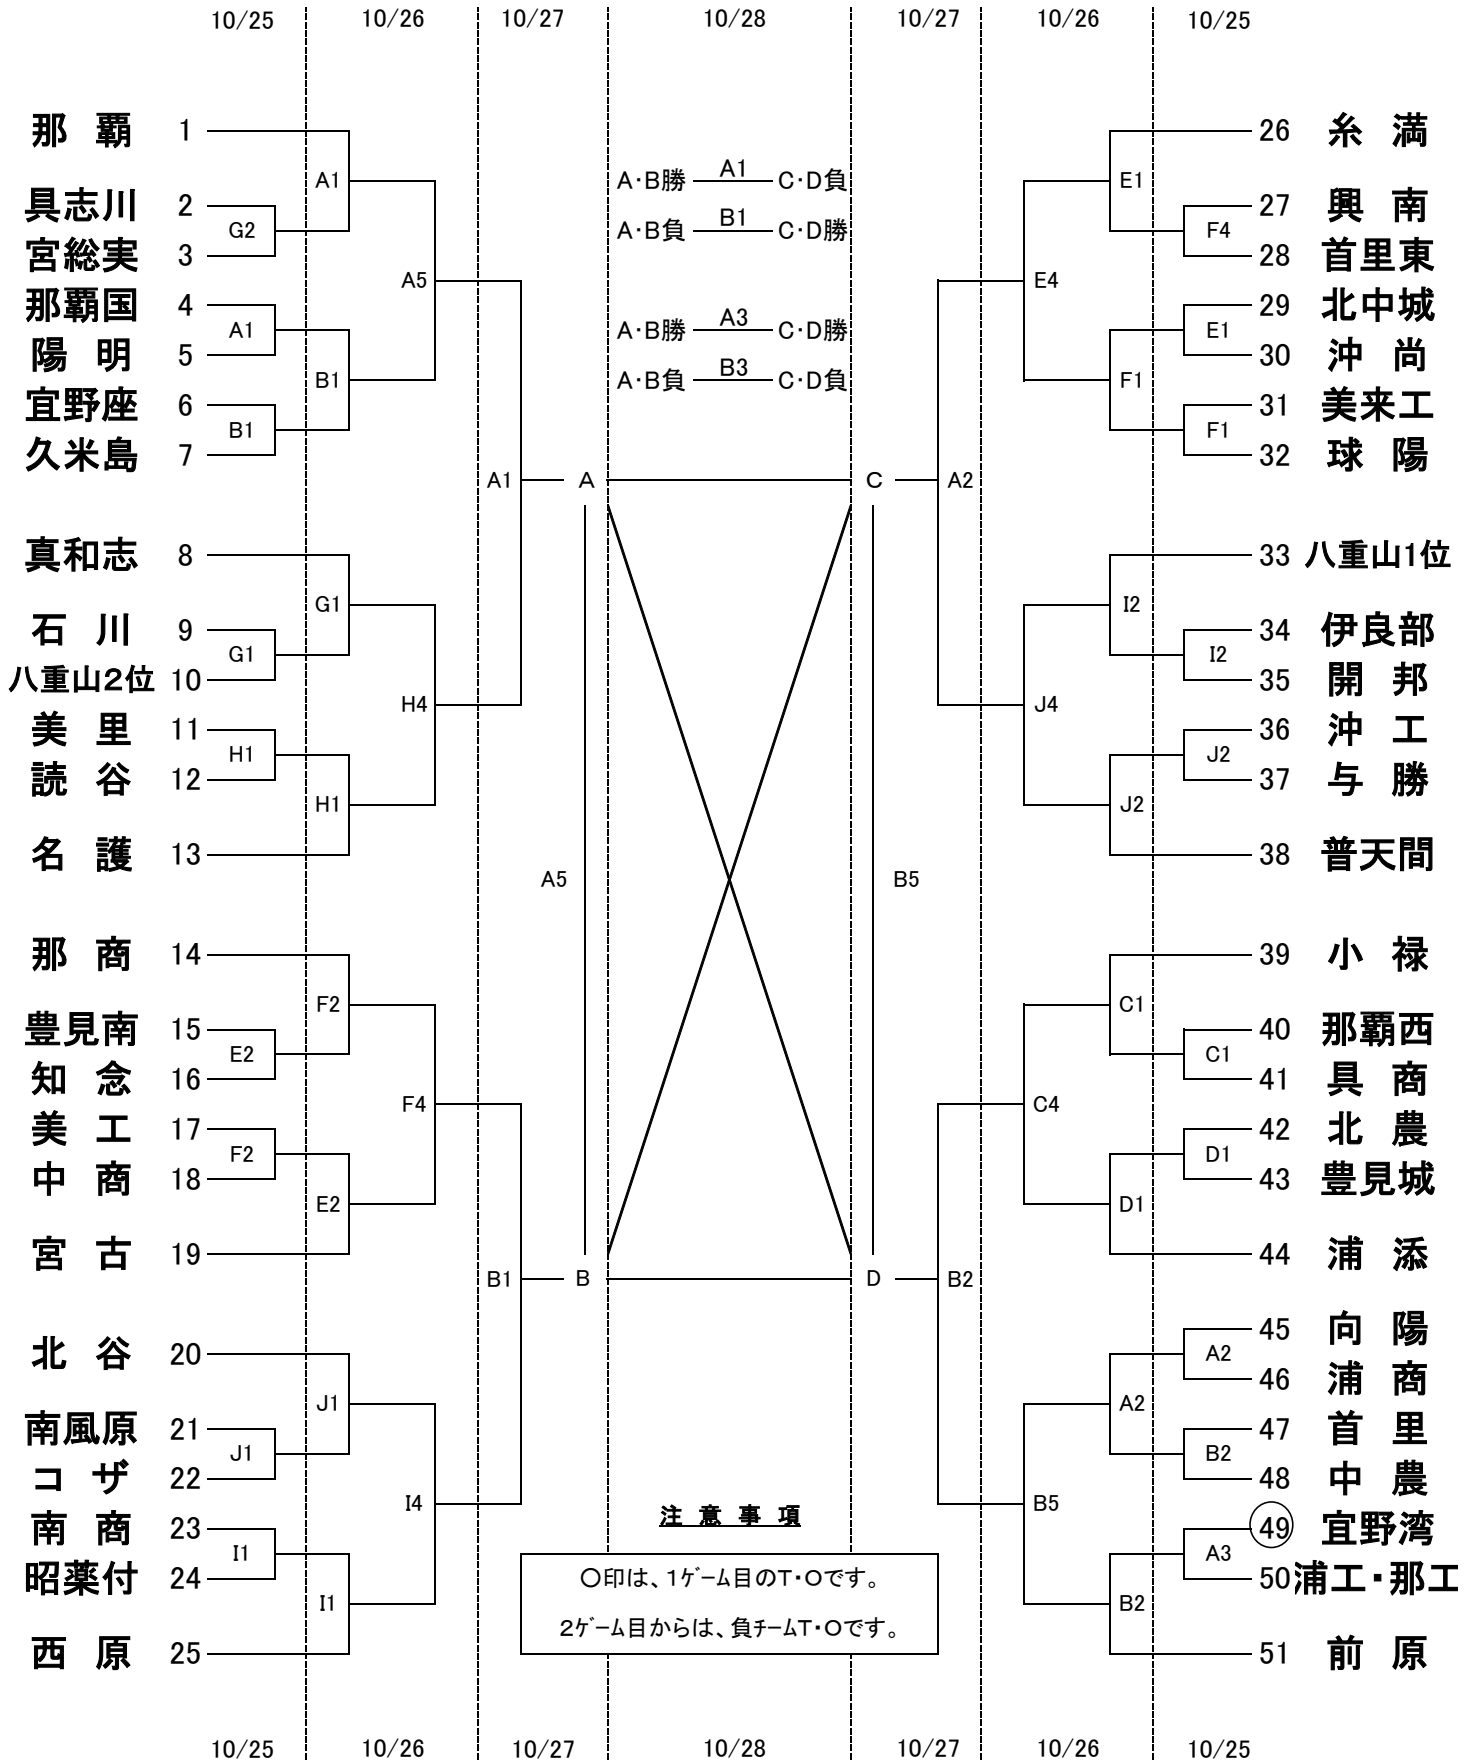 10/25 10/26 10/27 10/28 10/27 10/26 10/25
那 覇 1 26 糸 満
A1 A・B勝 A1 C・D負 E1
具志川 2 27 興 南
G2 A・B負 B1 C・D勝 F4
宮総実 3 28 首里東
A5 E4
那覇国 4 29 北中城
A1 A・B勝 A3 C・D勝 E1
陽 明 5 30 沖 尚
B1 A・B負 B3 C・D負 F1
宜野座 6 31 美来工
B1 F1
久米島 7 32 球 陽
A1 A C A2
真和志 8 33 八重山1位
G1 I2
石 川 9 34 伊良部
G1 I2
八重山2位 10 35 開 邦
H4 J4
美 里 11 36 沖 工
H1 J2
読 谷 12 37 与 勝
H1 J2
名 護 13 38 普天間
A5 B5
那 商 14 39 小 禄
F2 C1
豊見南 15 40 那覇西
E2 C1
知 念 16 41 具 商
F4 C4
美 工 17 42 北 農
F2 D1
中 商 18 43 豊見城
E2 D1
宮 古 19 44 浦 添
B1 B D B2
北 谷 20 45 向 陽
A2
46 浦 商
J1 A2
南風原 21 47 首 里
J1 B2
コ ザ 22 48 中 農
I4 注 意 事 項 B5
南 商 23 49 宜野湾
I1 A3
昭薬付 24 50 浦工・那工
○印は、1ゲーム目のT・Oです。
I1 B2
2ゲーム目からは、負チームT・Oです。
西 原 25 51 前 原
10/25 10/26 10/27 10/28 10/27 10/26 10/25